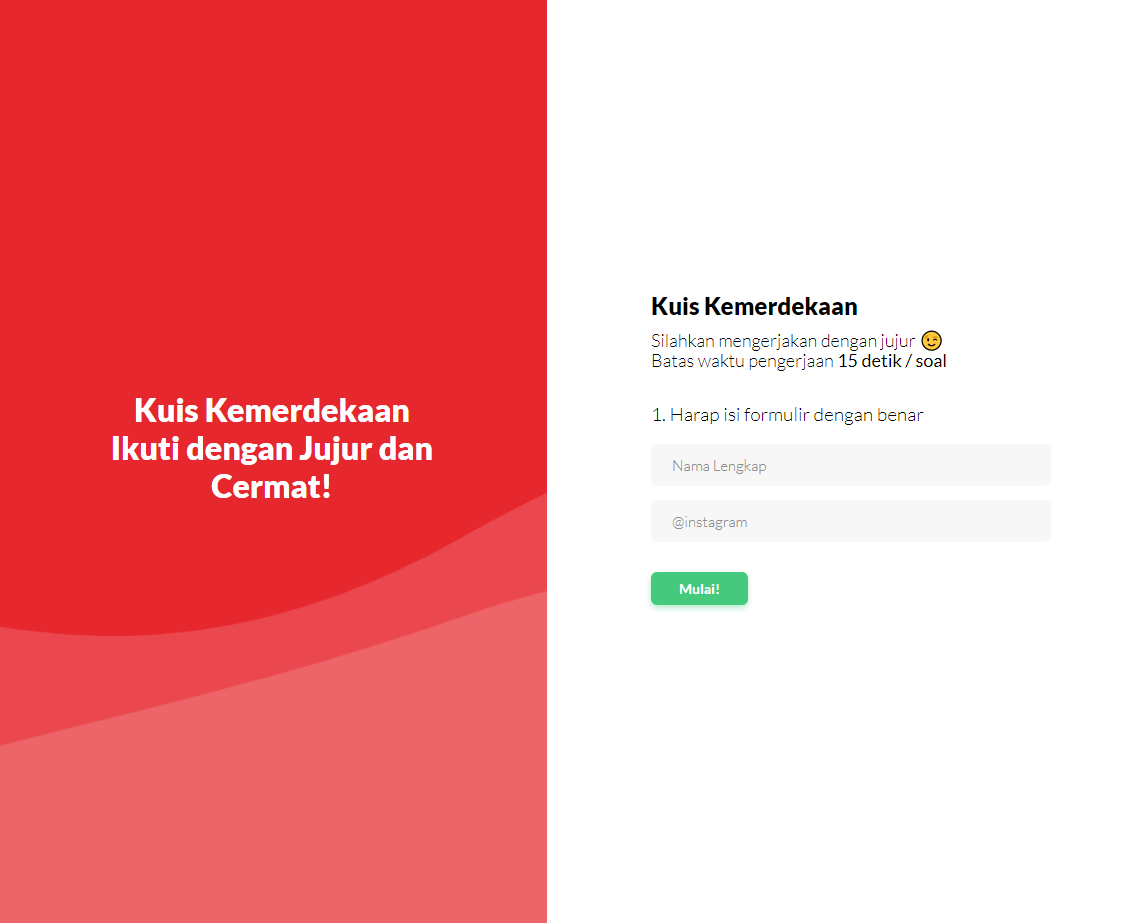 Kuis Kemerdekaan
Ikuti dengan Jujur dan
Cermat!
Kuis Kemerdekaan
Silahkan mengerjakan dengan jujur 😉
Batas waktu pengerjaan 15 detik / soal
1. Harap isi formulir dengan benar
Nama Lengkap
@instagram
Mulai!